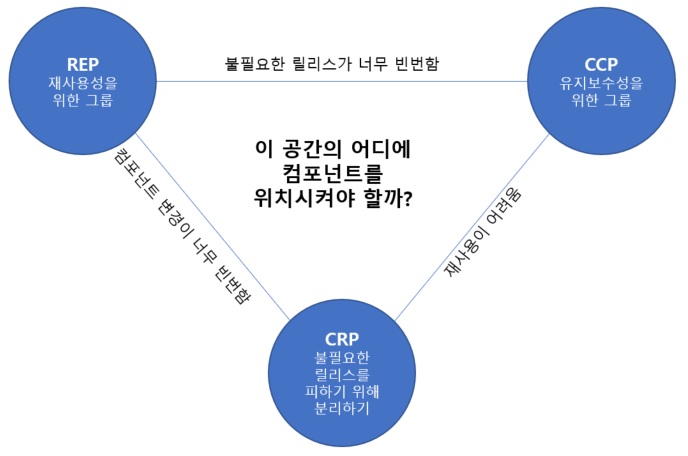 REP
재사용성을
위한 그룹
불필요한 릴리스가 너무 빈번함
CCP
유지보수성을
위한 그룹
이 공간의 어디에
컴포넌트를
위치시켜야 할까?
컴포넌트 변경이 너무 빈번함
재사용이 어려움
CRP
불필요한
릴리스를
피하기 위해
분리하기